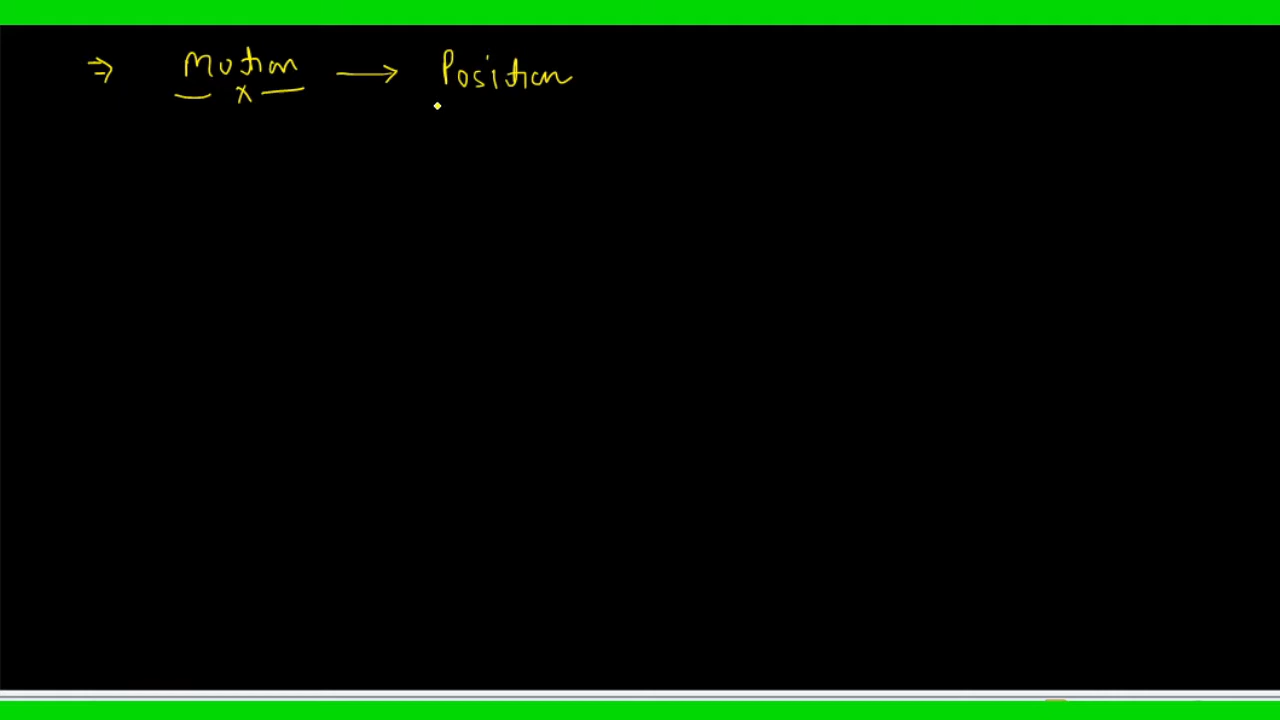 ⇒ Motion → Position
x